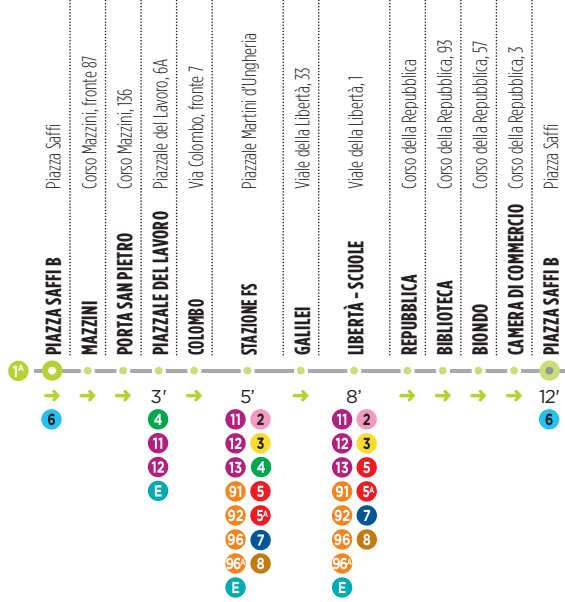 Piazza Saffi
Corso Mazzini, fronte 87
Corso Mazzini, 136
Piazzale del Lavoro, 6A
Via Colombo, fronte 7
Piazzale Martiri d'Ungheria
Viale della Libertà, 33
Viale della Libertà, 1
Corso della Repubblica
Corso della Repubblica, 93
Corso della Repubblica, 57
Corso della Repubblica, 3
Piazza Saffi
PIAZZA SAFFI B
MAZZINI
PORTA SAN PIETRO
PIAZZALE DEL LAVORO
COLOMBO
STAZIONE FS
GALILEI
LIBERTÀ - SCUOLE
REPUBBLICA
BIBLIOTECA
BIONDO
CAMERA DI COMMERCIO
PIAZZA SAFFI B
1A
3' 5' 8' 12'
6 4 11 2 11 2 6
11 12 3 12 3
12 13 4 13 5
E 91 5 91 5A
92 5A 92 7
96 7 96 8
96A 8 96A
E E